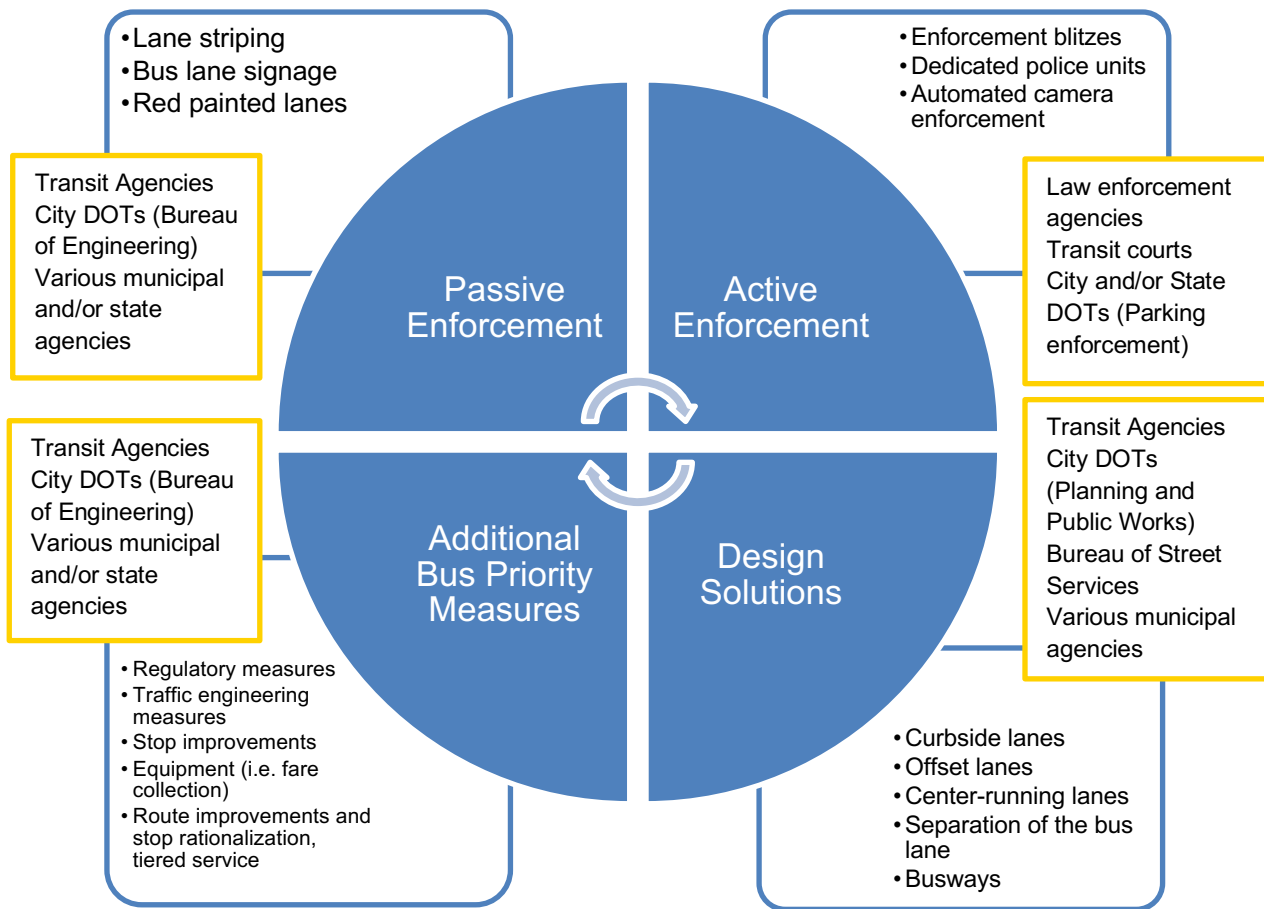 •Lane striping
•Bus lane signage
•Red painted lanes
Transit Agencies
City DOTs (Bureau
of Engineering)
Various municipal
and/or state
agencies
Passive
Enforcement
•Enforcement blitzes
•Dedicated police units
•Automated camera
enforcement
Law enforcement
agencies
Transit courts
City and/or State
DOTs (Parking
enforcement)
Active
Enforcement
Transit Agencies
City DOTs (Bureau
of Engineering)
Various municipal
and/or state
agencies
Additional
Bus Priority
Measures
•Regulatory measures
•Traffic engineering
measures
•Stop improvements
•Equipment (i.e. fare
collection)
•Route improvements and
stop rationalization,
tiered service
Design
Solutions
Transit Agencies
City DOTs
(Planning and
Public Works)
Bureau of Street
Services
Various municipal
agencies
•Curbside lanes
•Offset lanes
•Center-running lanes
•Separation of the bus
lane
•Busways